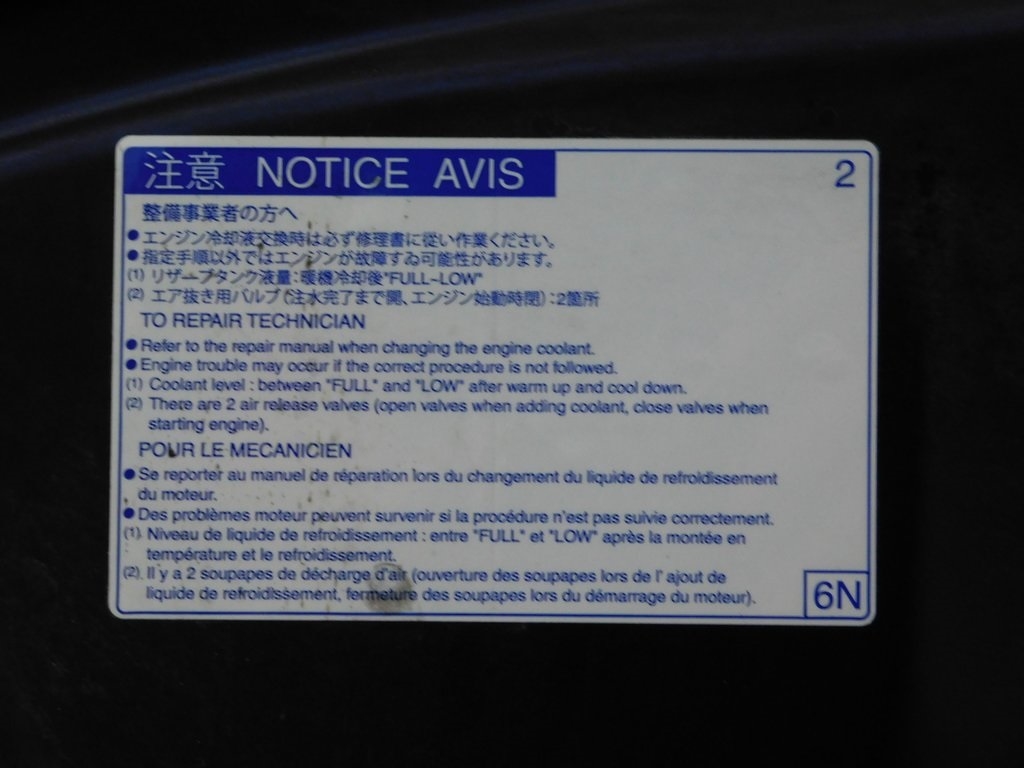 注意 NOTICE AVIS
2
整備事業者の方へ
●エンジン冷却液交換時は必ず修理書に従い作業ください。
●指定手順以外ではエンジンが故障する可能性があります。
(1) リザーブタンク液量:暖機冷却後"FULL-LOW"
(2) エア抜き用バルブ(注水完了まで開、エンジン始動時閉):2箇所
TO REPAIR TECHNICIAN
●Refer to the repair manual when changing the engine coolant.
●Engine trouble may occur if the correct procedure is not followed.
(1) Coolant level : between "FULL" and "LOW" after warm up and cool down.
(2) There are 2 air release valves (open valves when adding coolant, close valves when
starting engine).
POUR LE MECANICIEN
●Se reporter au manuel de réparation lors du changement du liquide de refroidissement
du moteur.
●Des problèmes moteur peuvent survenir si la procédure n'est pas suivie correctement.
(1) Niveau de liquide de refroidissement : entre "FULL" et "LOW" après la montée en
température et le refroidissement.
(2) Il y a 2 soupapes de décharge d'air (ouverture des soupapes lors de l' ajout de
liquide de refroidissement, fermeture des soupapes lors du démarrage du moteur).
6N